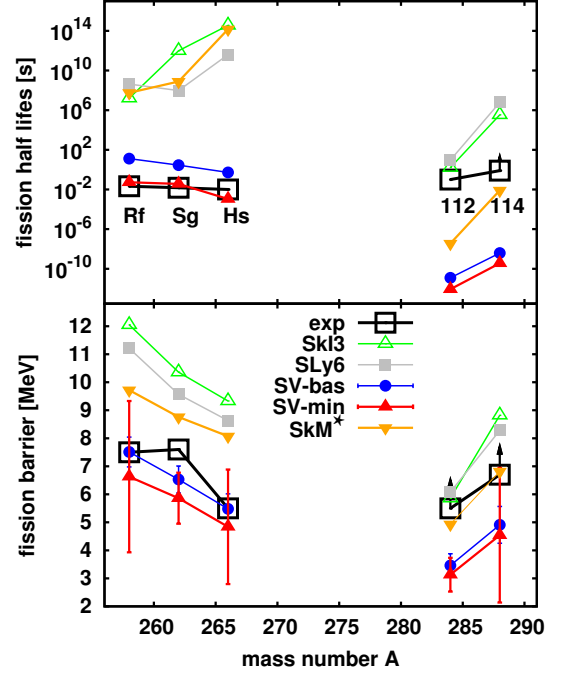 fission half lifes [s]
10^14
10^10
10^6
10^2
10^-2
10^-6
10^-10
Rf Sg Hs
112 114
fission barrier [MeV]
12
11
10
9
8
7
6
5
4
3
2
exp
SkI3
SLy6
SV-bas
SV-min
SkM*
260 265 270 275 280 285 290
mass number A